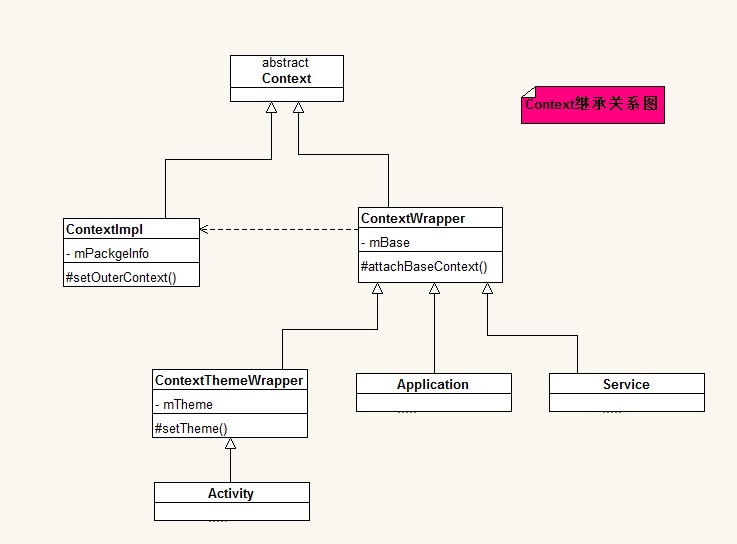 abstract
Context
Context继承关系图
ContextImpl
- mPackgeInfo
#setOuterContext()
ContextWrapper
- mBase
#attachBaseContext()
ContextThemeWrapper
- mTheme
#setTheme()
Application
.....
Service
.....
Activity
.....